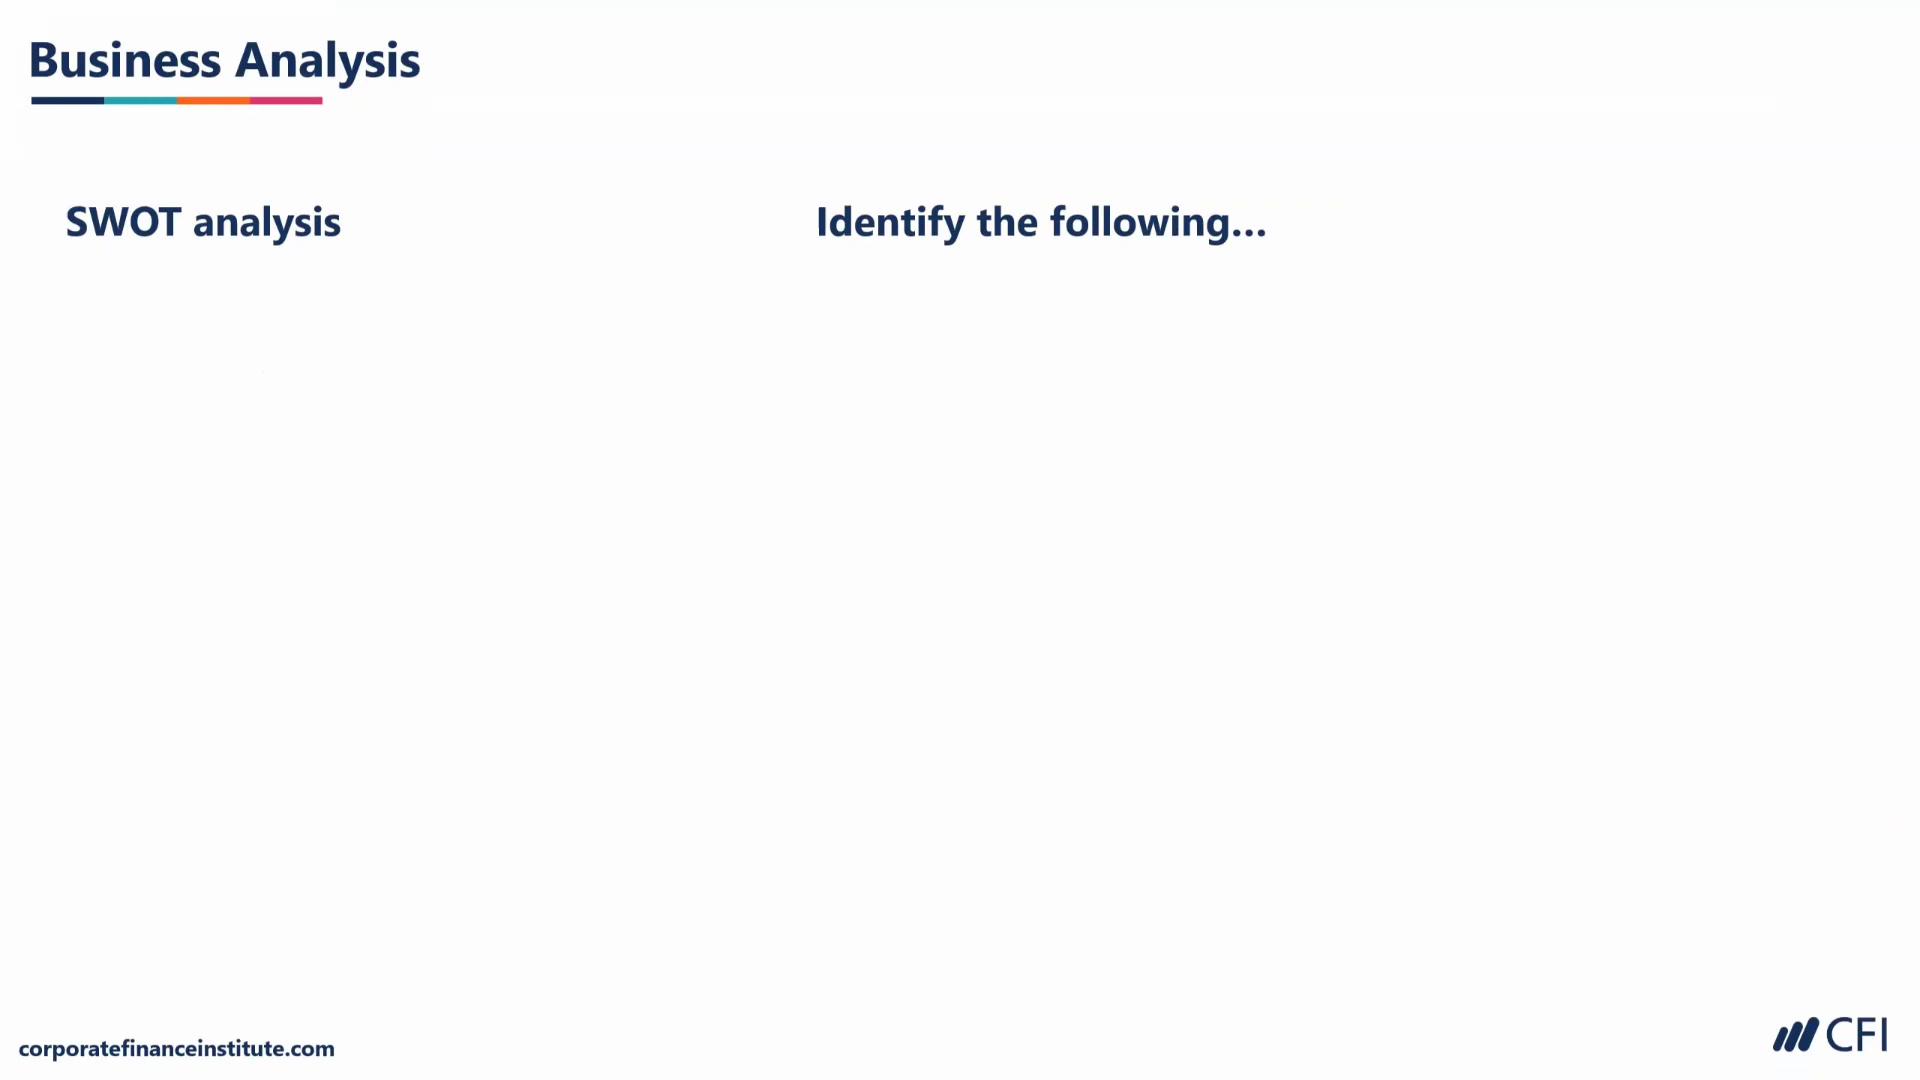 Business Analysis
SWOT analysis
Identify the following...
corporatefinanceinstitute.com
CFI